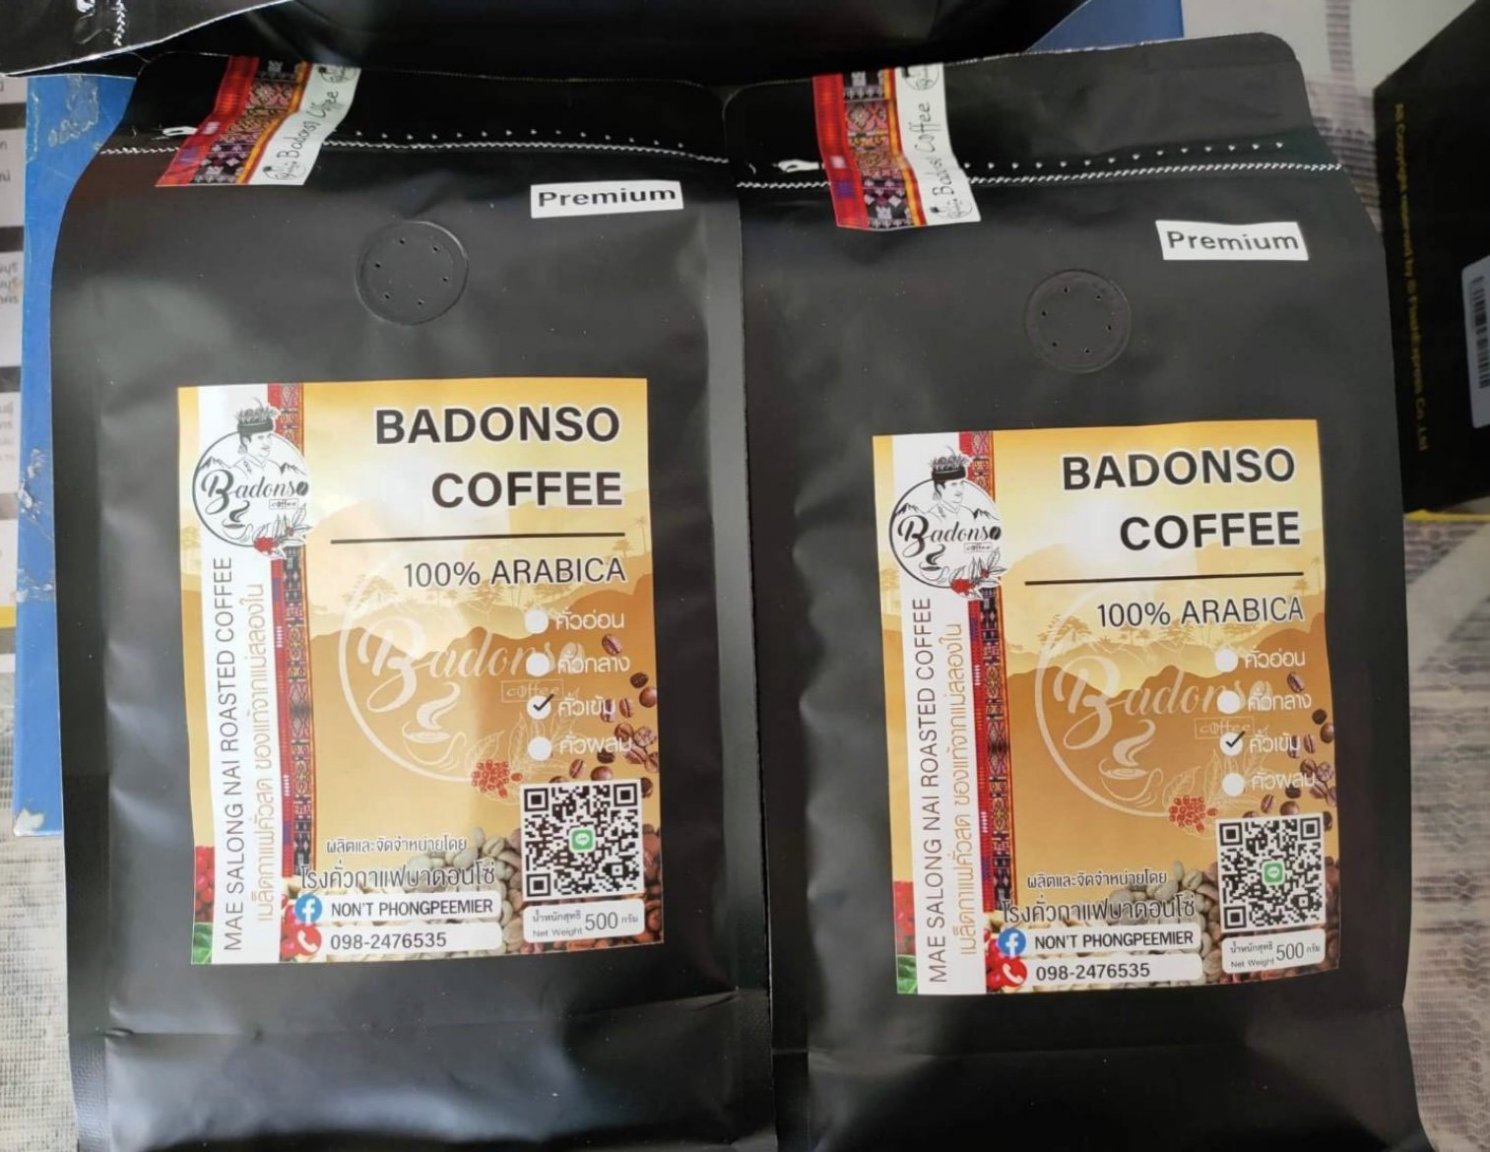 Badonso Coffee
Premium
BADONSO
COFFEE
100% ARABICA
Badonso
coffee
คั่วอ่อน
คั่วกลาง
คั่วเข้ม
คั่วผสม
Badonso
coffee
MAE SALONG NAI ROASTED COFFEE
เมล็ดกาแฟคั่วสด ของแท้จากแม่สลองใน
ผลิตและจัดจำหน่ายโดย
โรงคั่วกาแฟบาดอนโซ่
NON'T PHONGPEEMIER
098-2476535
น้ำหนักสุทธิ
Net Weight 500 กรัม
Badonso Coffee
Premium
BADONSO
COFFEE
100% ARABICA
Badonso
coffee
คั่วอ่อน
คั่วกลาง
คั่วเข้ม
คั่วผสม
Badonso
coffee
MAE SALONG NAI ROASTED COFFEE
เมล็ดกาแฟคั่วสด ของแท้จากแม่สลองใน
ผลิตและจัดจำหน่ายโดย
โรงคั่วกาแฟบาดอนโซ่
NON'T PHONGPEEMIER
098-2476535
น้ำหนักสุทธิ
Net Weight 500 กรัม